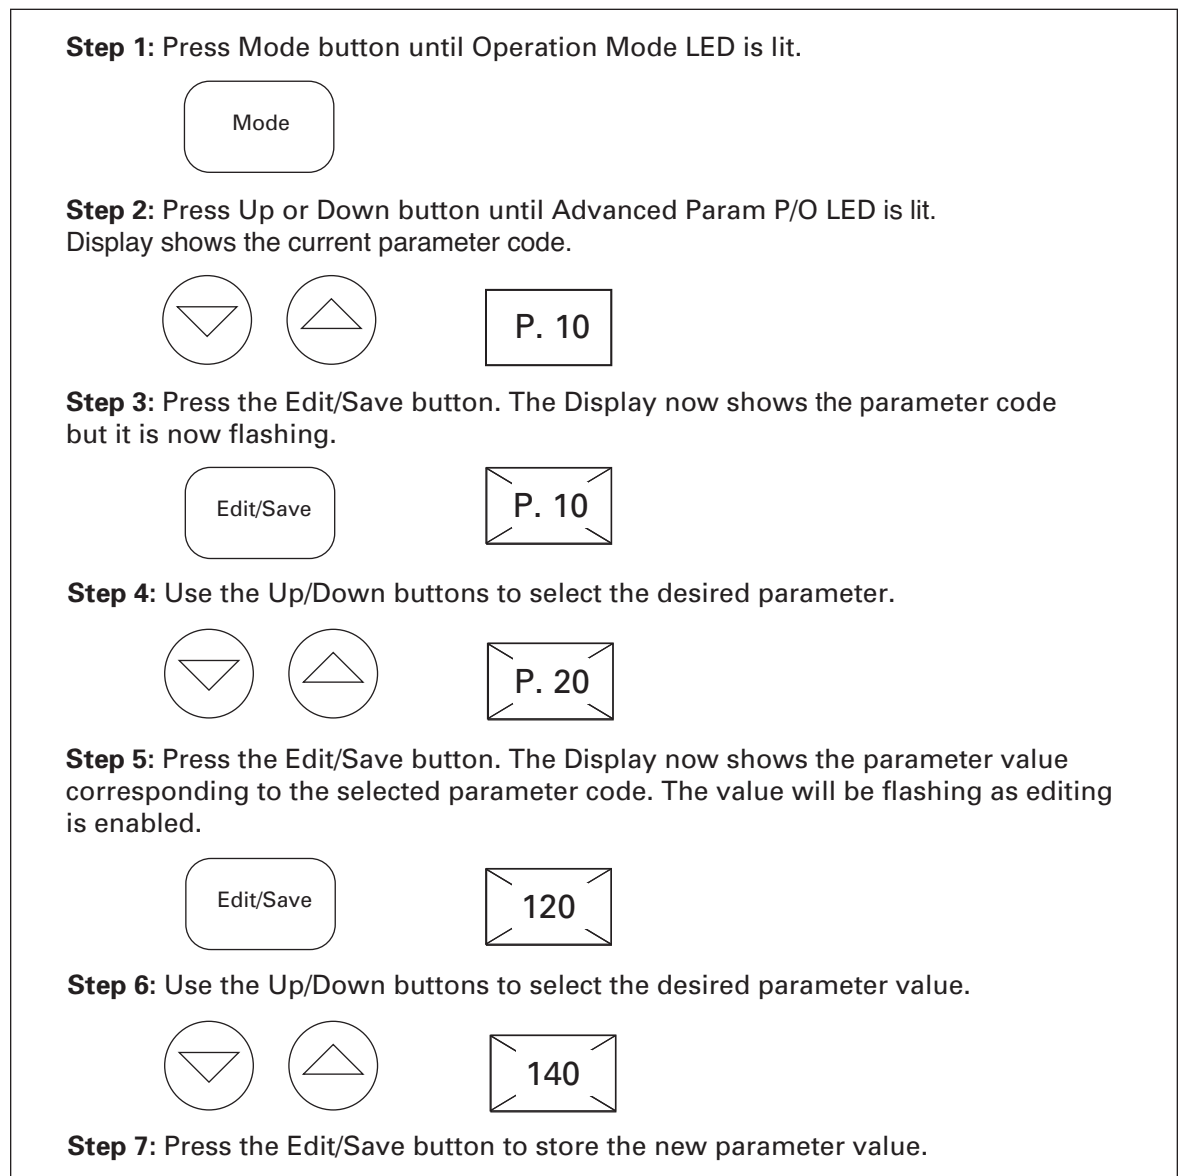 Step 1: Press Mode button until Operation Mode LED is lit.
Mode
Step 2: Press Up or Down button until Advanced Param P/O LED is lit.
Display shows the current parameter code.
P. 10
Step 3: Press the Edit/Save button. The Display now shows the parameter code
but it is now flashing.
Edit/Save
P. 10
Step 4: Use the Up/Down buttons to select the desired parameter.
P. 20
Step 5: Press the Edit/Save button. The Display now shows the parameter value
corresponding to the selected parameter code. The value will be flashing as editing
is enabled.
Edit/Save
120
Step 6: Use the Up/Down buttons to select the desired parameter value.
140
Step 7: Press the Edit/Save button to store the new parameter value.